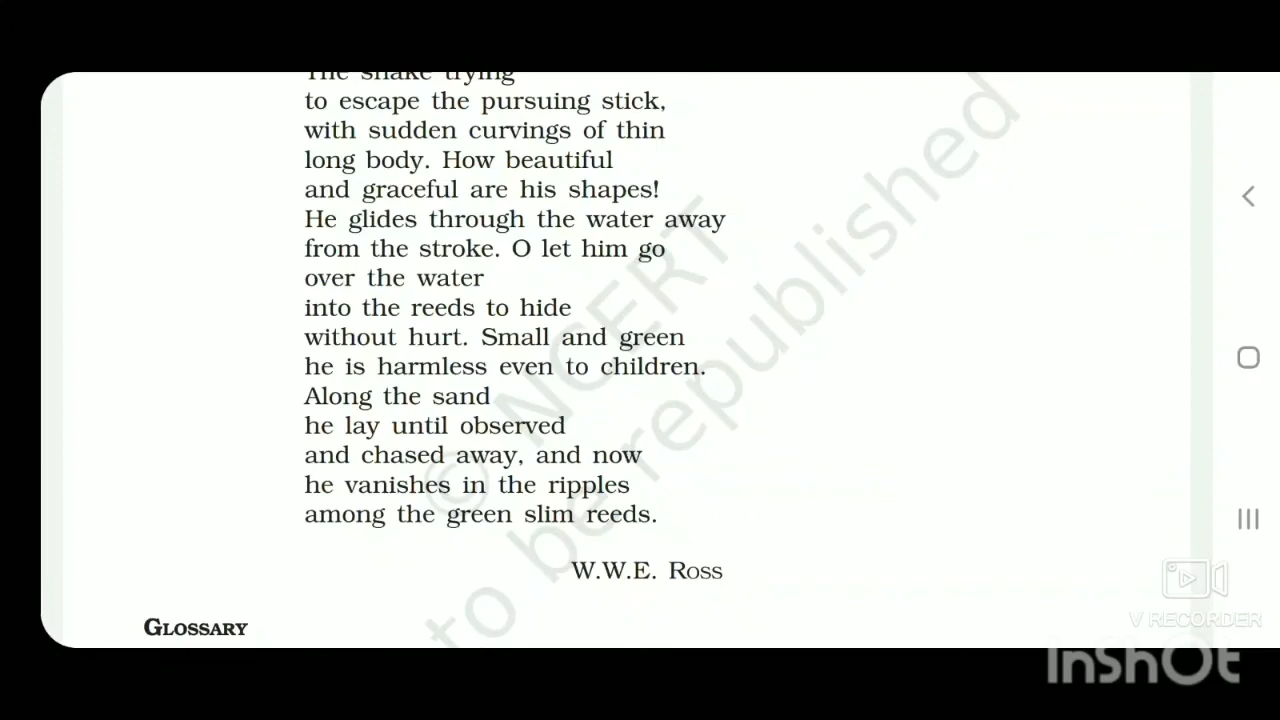 The snake trying
to escape the pursuing stick,
with sudden curvings of thin
long body. How beautiful
and graceful are his shapes!
He glides through the water away
from the stroke. O let him go
over the water
into the reeds to hide
without hurt. Small and green
he is harmless even to children.
Along the sand
he lay until observed
and chased away, and now
he vanishes in the ripples
among the green slim reeds.
W.W.E. ROSS
GLOSSARY
© NCERT
to be republished
V RECORDER
InShOt